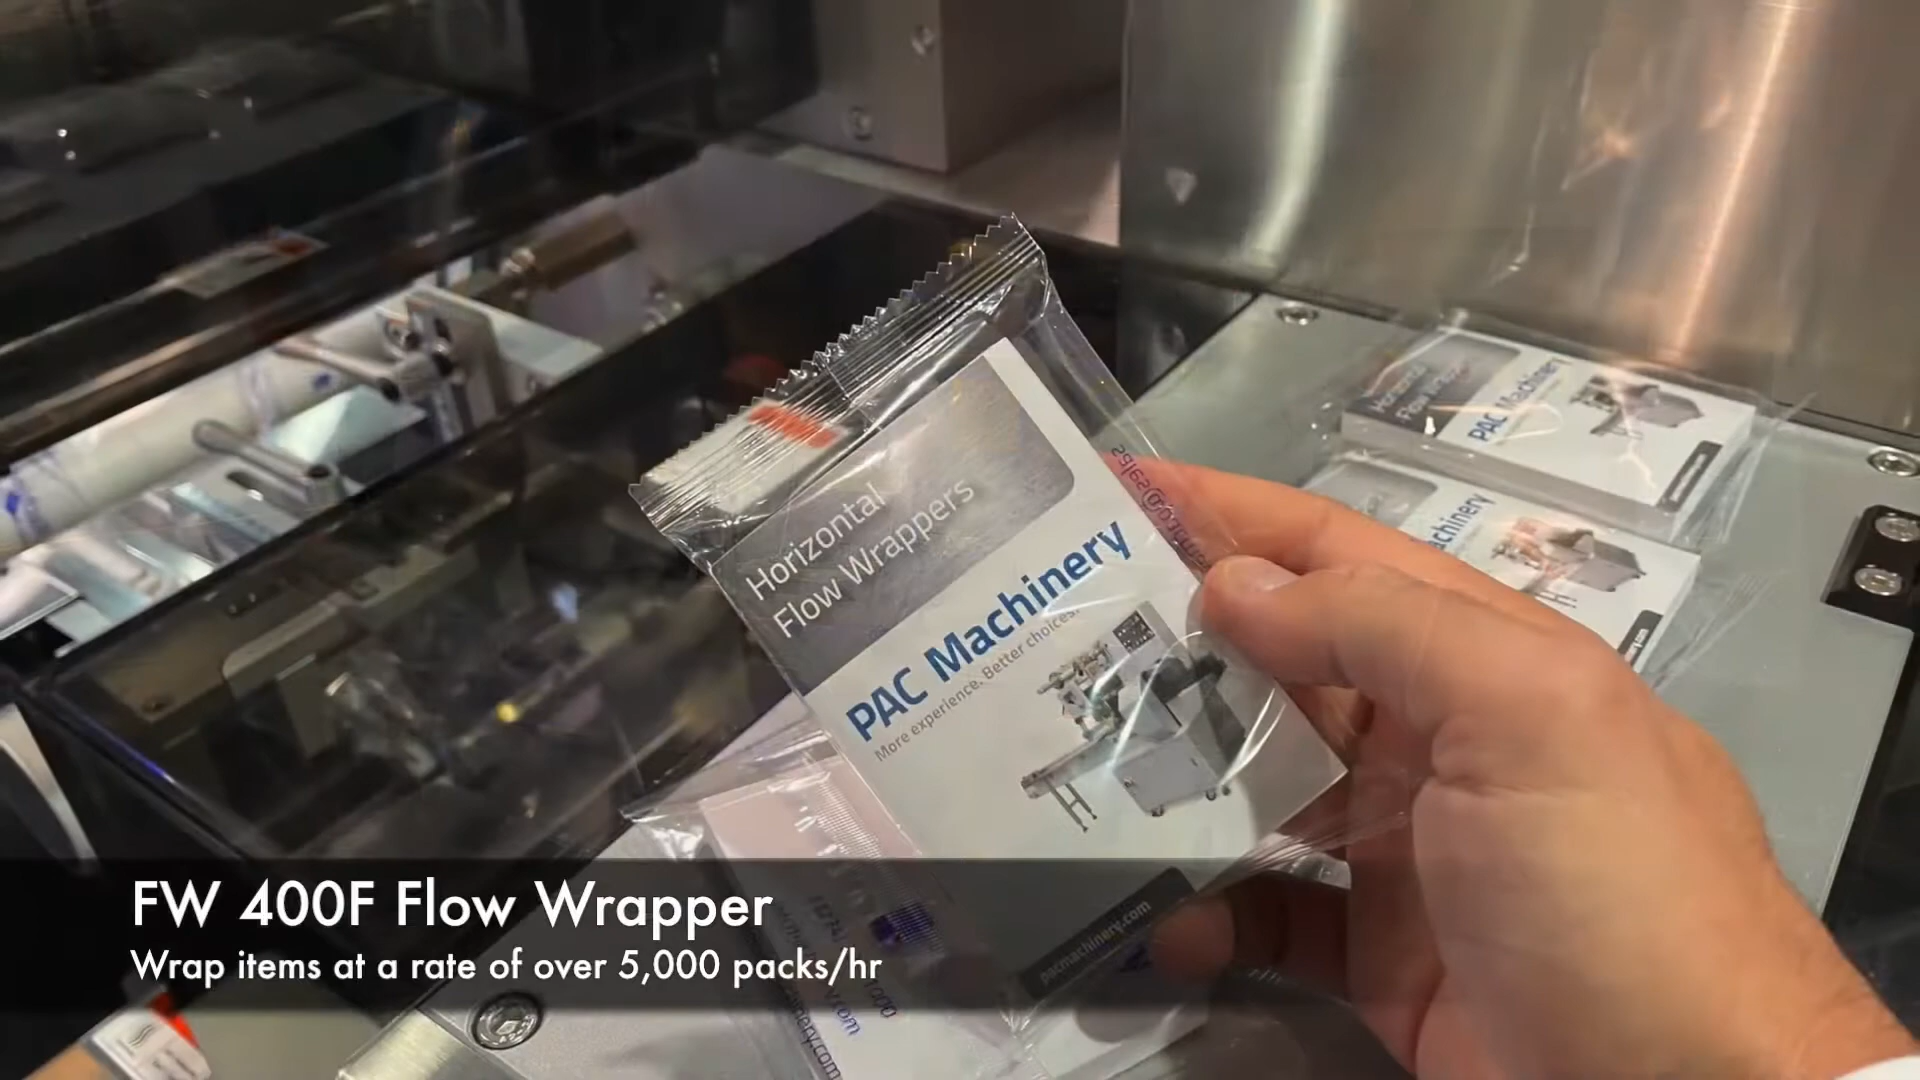 Horizontal
Flow Wrappers
PAC Machinery
More experience. Better choices.
pacmachinery.com
Horizontal
Flow Wrappers
PAC Machinery
achinery
FW 400F Flow Wrapper
Wrap items at a rate of over 5,000 packs/hr